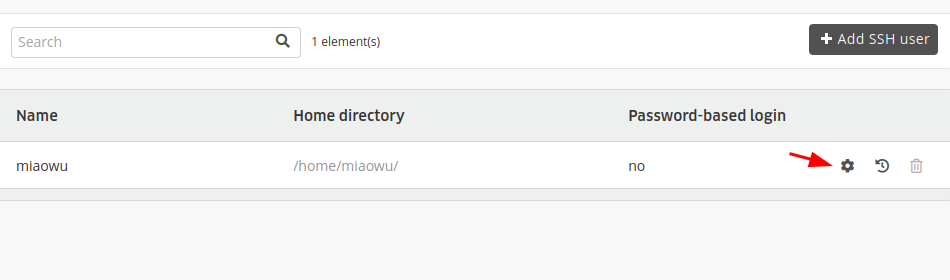 Search
1 element(s)
Add SSH user
Name Home directory Password-based login
miaowu /home/miaowu/ no